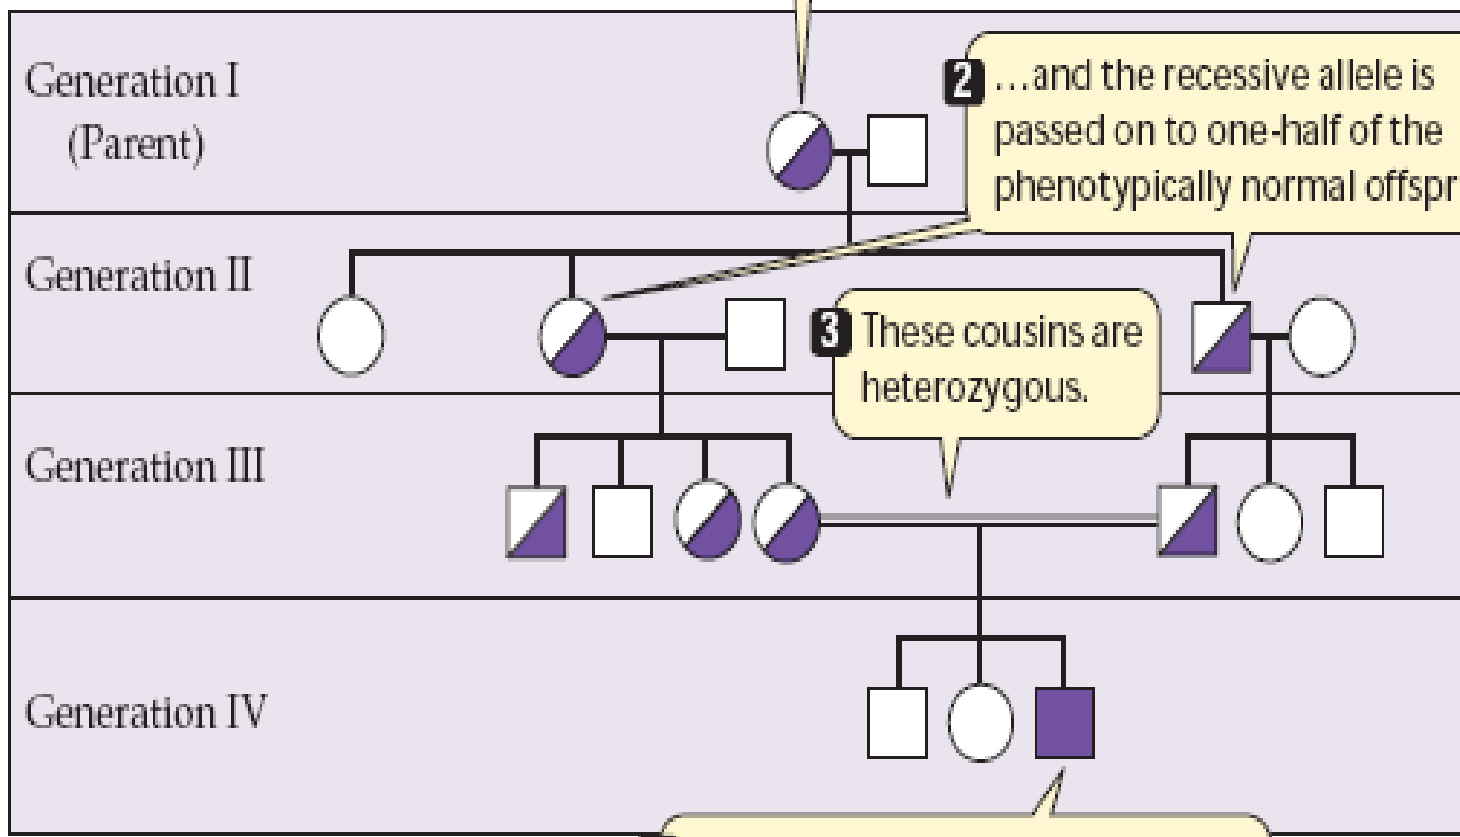 Generation I
(Parent)
2 ...and the recessive allele is
passed on to one-half of the
phenotypically normal offspr
Generation II
3 These cousins are
heterozygous.
Generation III
Generation IV